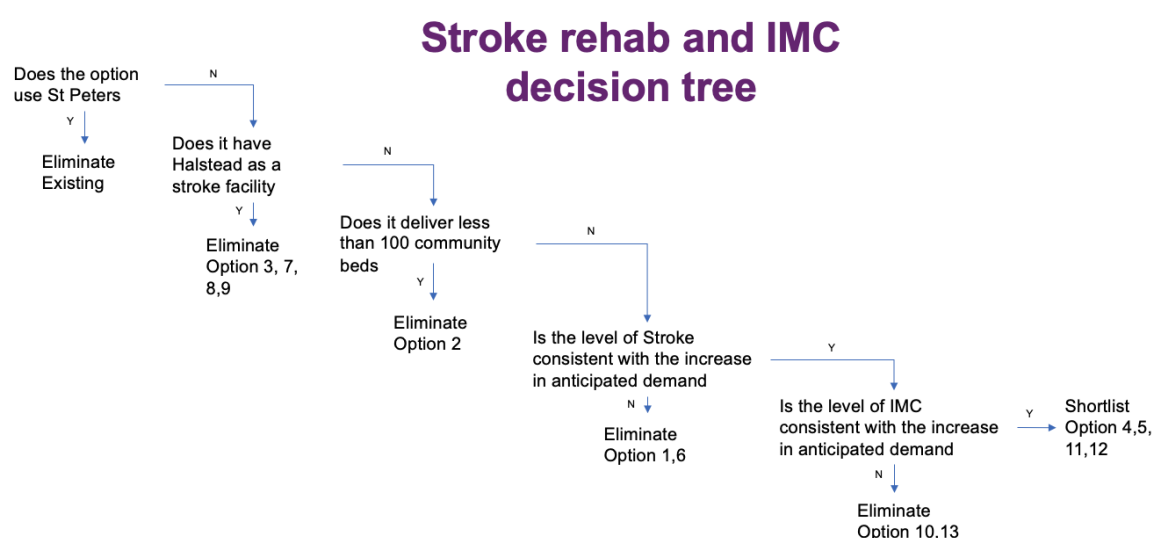 Stroke rehab and IMC
decision tree
Does the option
use St Peters
N
Y
Eliminate
Existing
Does it have
Halstead as a
stroke facility
N
Y
Eliminate
Option 3, 7,
8,9
Does it deliver less
than 100 community
beds
N
Y
Eliminate
Option 2
Is the level of Stroke
consistent with the increase
in anticipated demand
Y
N
Eliminate
Option 1,6
Is the level of IMC
consistent with the increase
in anticipated demand
Y
Shortlist
Option 4,5,
11,12
N
Eliminate
Option 10,13